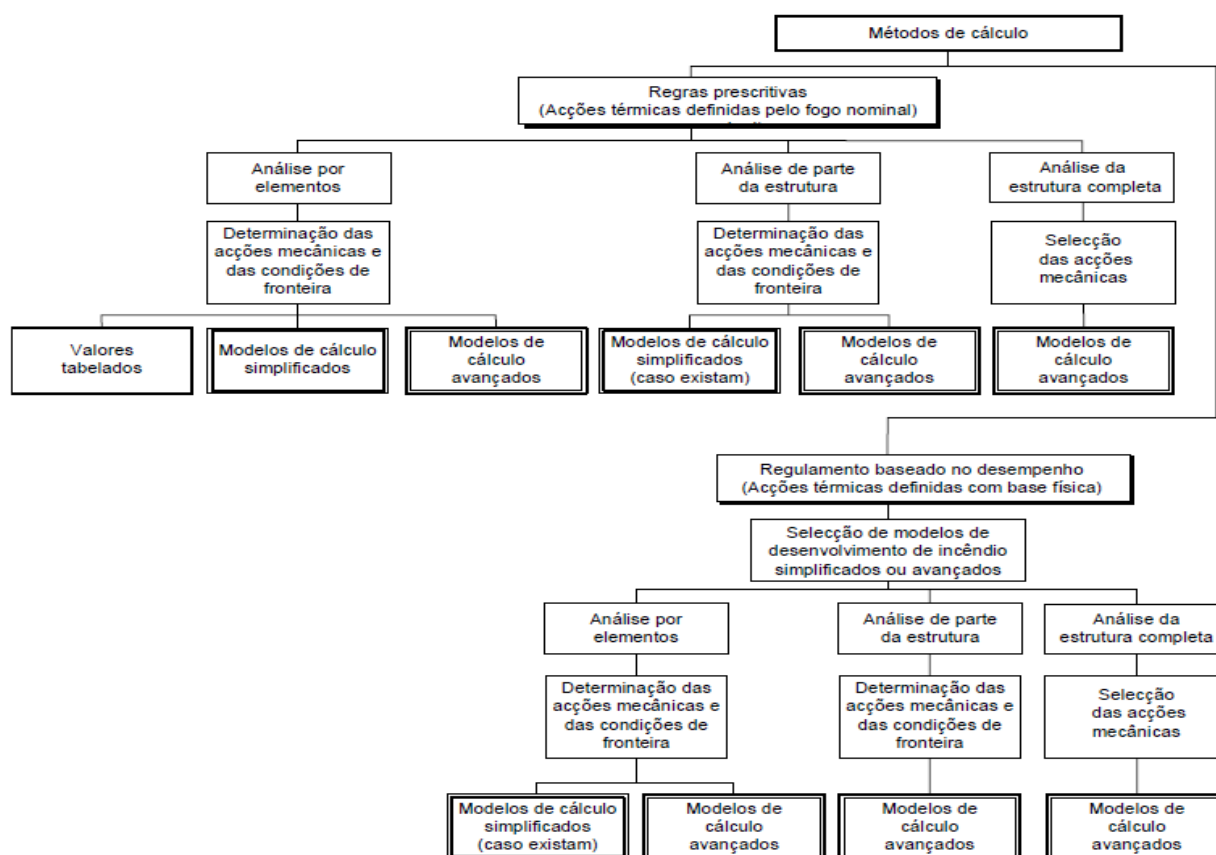 Métodos de cálculo
Regras prescritivas
(Acções térmicas definidas pelo fogo nominal)
Análise por
elementos
Análise de parte
da estrutura
Análise da
estrutura completa
Determinação das
acções mecânicas e
das condições de
fronteira
Determinação das
acções mecânicas e
das condições de
fronteira
Selecção
das acções
mecânicas
Valores
tabelados
Modelos de cálculo
simplificados
Modelos de
cálculo
avançados
Modelos de cálculo
simplificados
(caso existam)
Modelos de
cálculo
avançados
Modelos de
cálculo
avançados
Regulamento baseado no desempenho
(Acções térmicas definidas com base física)
Selecção de modelos de
desenvolvimento de incêndio
simplificados ou avançados
Análise por
elementos
Análise de parte
da estrutura
Análise da
estrutura completa
Determinação das
acções mecânicas e
das condições de
fronteira
Determinação das
acções mecânicas e
das condições de
fronteira
Selecção
das acções
mecânicas
Modelos de cálculo
simplificados
(caso existam)
Modelos de
cálculo
avançados
Modelos de
cálculo
avançados
Modelos de
cálculo
avançados